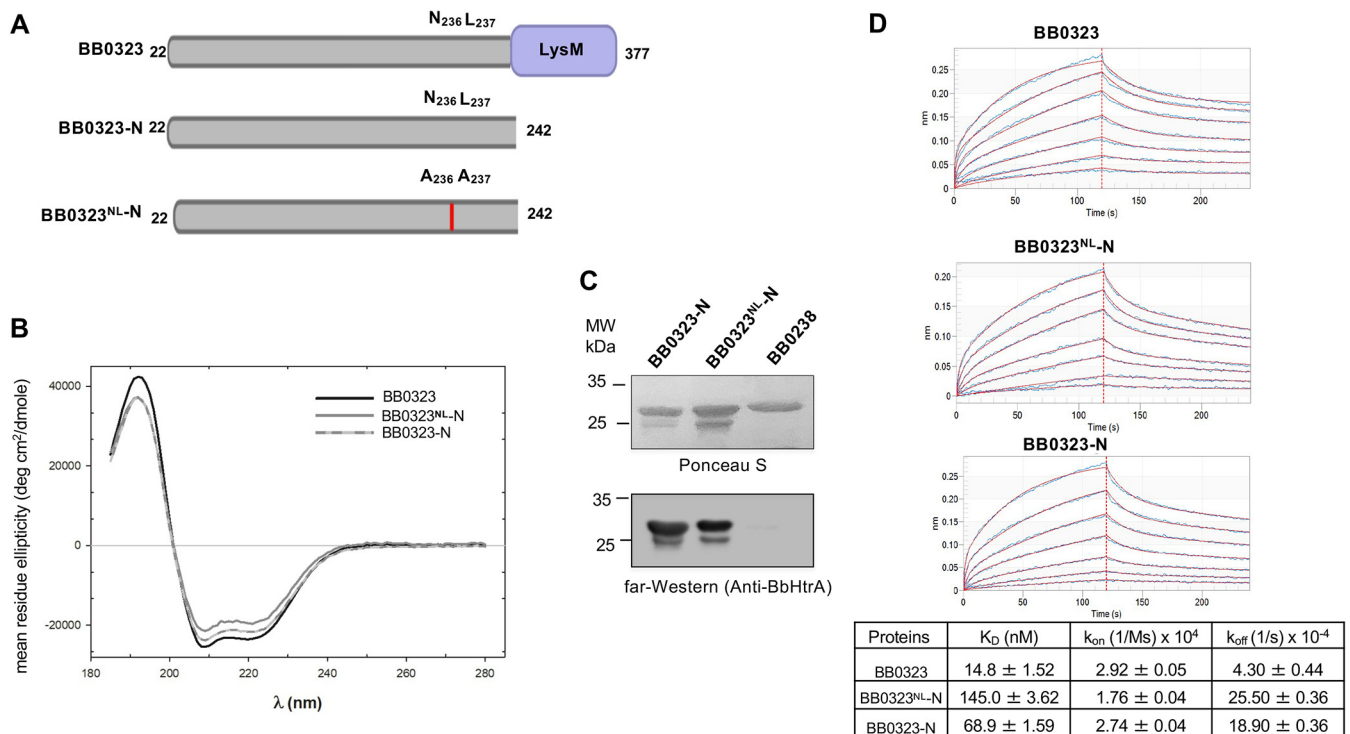 A
N236 L237
BB0323 22 LysM 377
N236 L237
BB0323-N 22 242
A236 A237
BB0323NL-N 22 242
B
mean residue ellipticity (deg cm2/dmole)
40000
20000
0
-20000
180 200 220 240 260 280
λ (nm)
BB0323
BB0323NL-N
BB0323-N
C
MW
kDa
BB0323-N
BB0323NL-N
BB0238
35
25
Ponceau S
35
25
far-Western (Anti-BbHtrA)
D
BB0323
nm
0.25
0.20
0.15
0.10
0.05
0
0 50 100 150 200
Time (s)
BB0323NL-N
nm
0.20
0.15
0.10
0.05
0
0 50 100 150 200
Time (s)
BB0323-N
nm
0.25
0.20
0.15
0.10
0.05
0
0 50 100 150 200
Time (s)
Proteins KD (nM) kon (1/Ms) x 104 koff (1/s) x 10-4
BB0323 14.8 ± 1.52 2.92 ± 0.05 4.30 ± 0.44
BB0323NL-N 145.0 ± 3.62 1.76 ± 0.04 25.50 ± 0.36
BB0323-N 68.9 ± 1.59 2.74 ± 0.04 18.90 ± 0.36